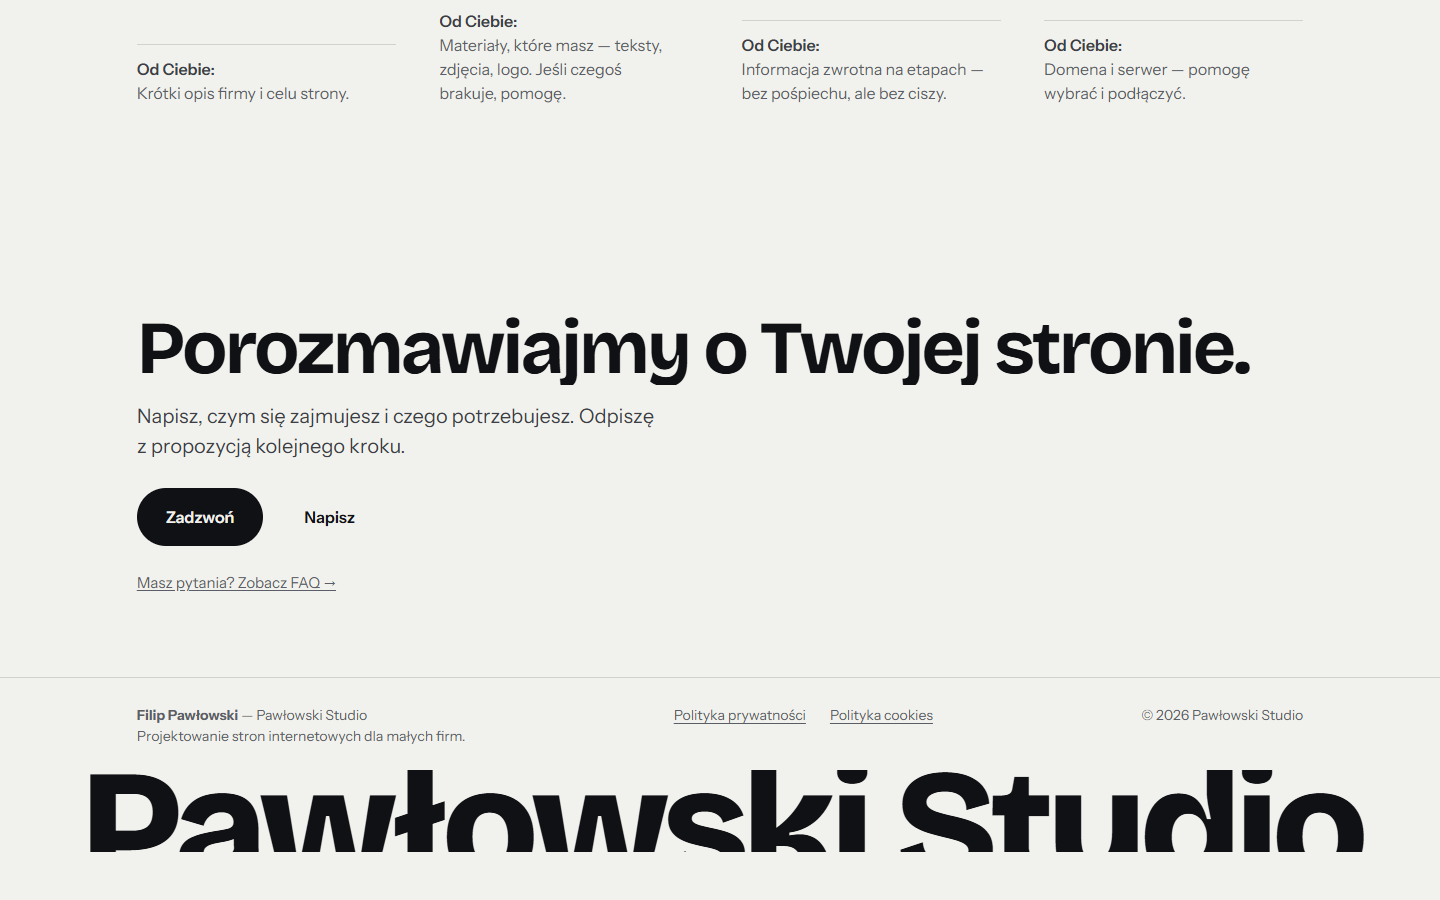 Od Ciebie:
Krótki opis firmy i celu strony.
Od Ciebie:
Materiały, które masz — teksty,
zdjęcia, logo. Jeśli czegoś
brakuje, pomogę.
Od Ciebie:
Informacja zwrotna na etapach —
bez pośpiechu, ale bez ciszy.
Od Ciebie:
Domena i serwer — pomogę
wybrać i podłączyć.
Porozmawiajmy o Twojej stronie.
Napisz, czym się zajmujesz i czego potrzebujesz. Odpiszę
z propozycją kolejnego kroku.
Zadzwoń
Napisz
Masz pytania? Zobacz FAQ →
Filip Pawłowski — Pawłowski Studio
Projektowanie stron internetowych dla małych firm.
Polityka prywatności
Polityka cookies
© 2026 Pawłowski Studio
Pawłowski Studio